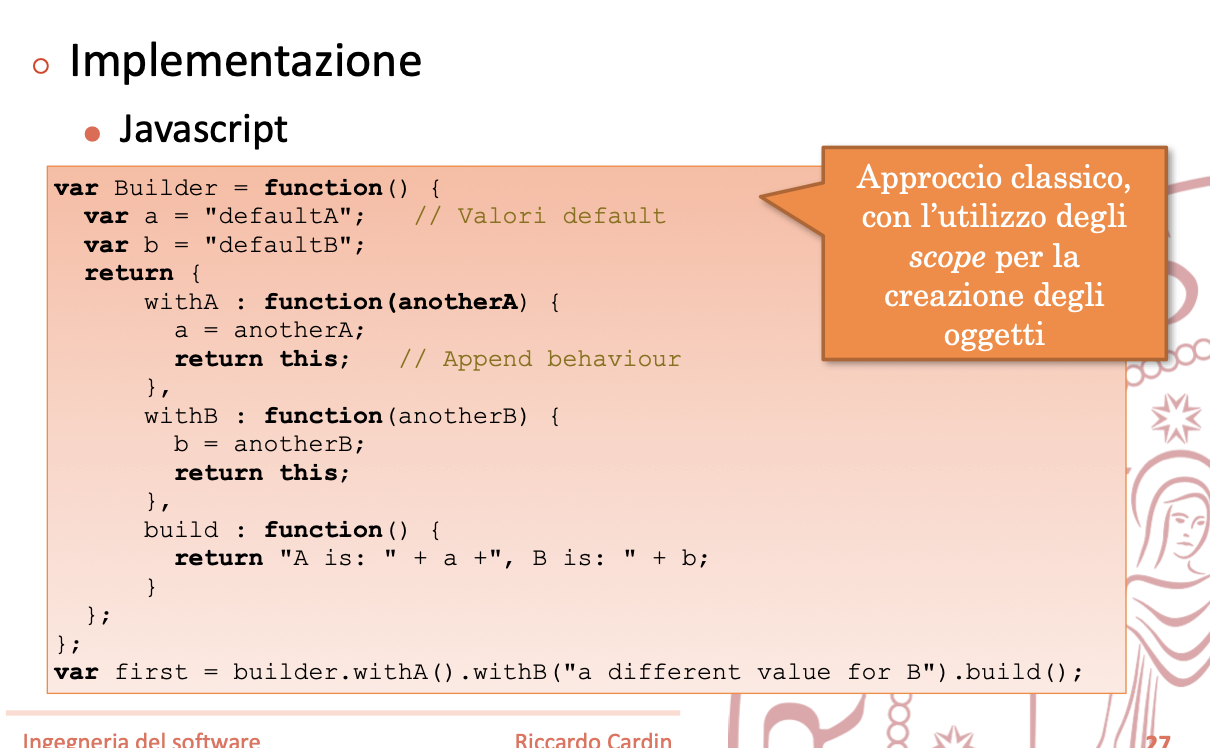 Implementazione
Javascript
var Builder = function() {
var a = "defaultA";   // Valori default
var b = "defaultB";
return {
withA : function(anotherA) {
a = anotherA;
return this;   // Append behaviour
},
withB : function(anotherB) {
b = anotherB;
return this;
},
build : function() {
return "A is: " + a +", B is: " + b;
}
};
};
var first = builder.withA().withB("a different value for B").build();
Approccio classico,
con l’utilizzo degli
scope per la
creazione degli
oggetti
Ingegneria del software
Riccardo Cardin
27